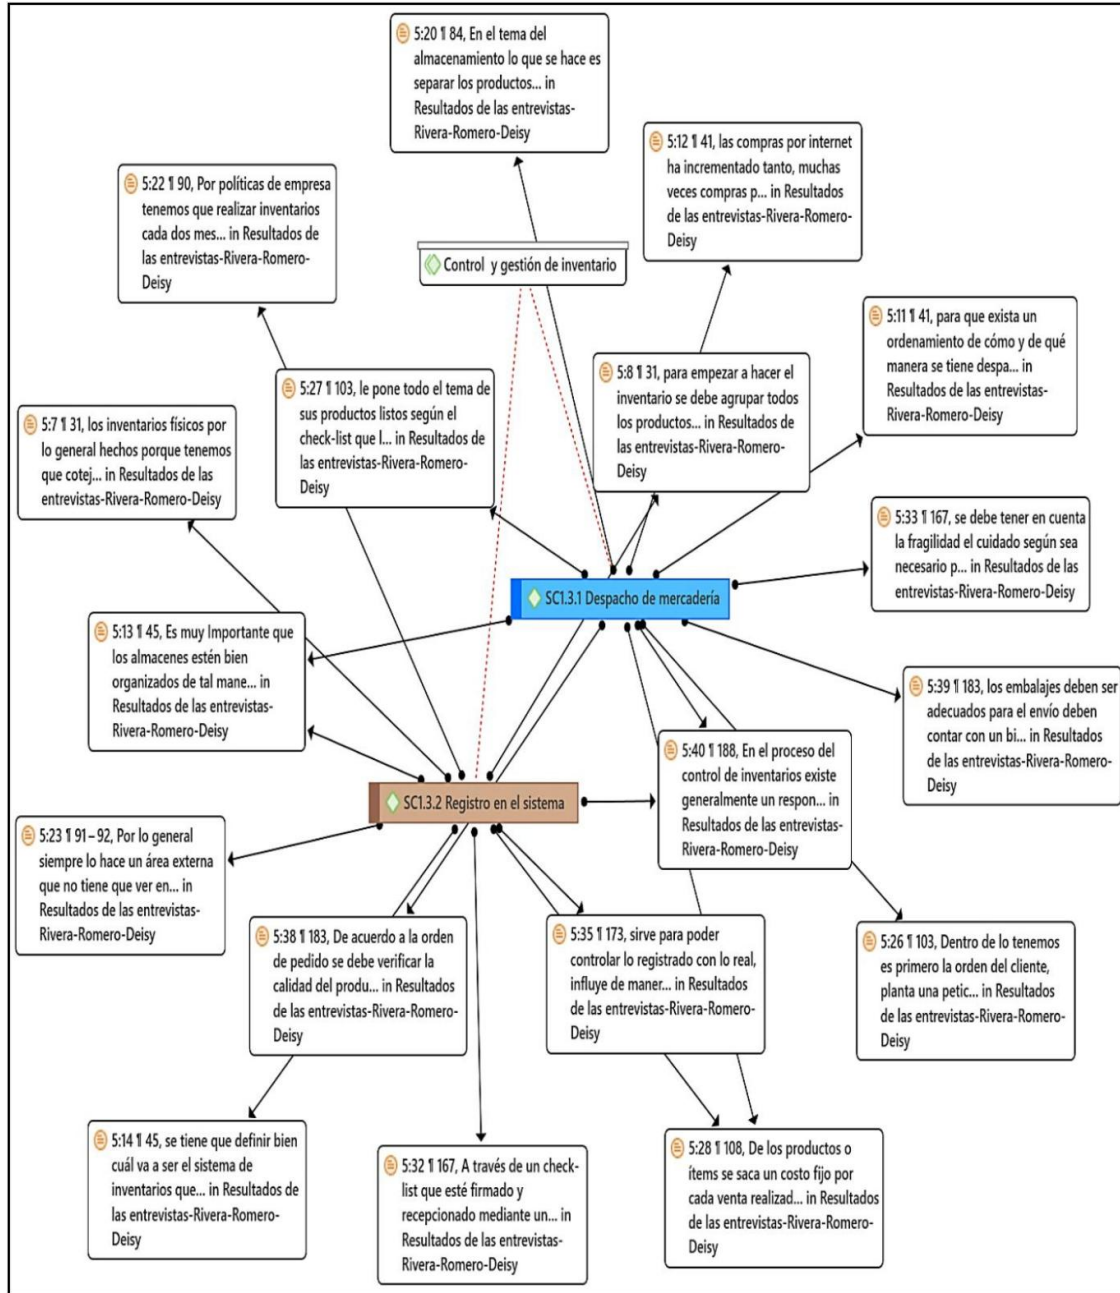 5:20 ¶ 84, En el tema del
almacenamiento lo que se hace es
separar los productos... in
Resultados de las entrevistas-
Rivera-Romero-Deisy
5:12 ¶ 41, las compras por internet
ha incrementado tanto, muchas
veces compras p... in Resultados
de las entrevistas-Rivera-Romero-
Deisy
5:22 ¶ 90, Por políticas de empresa
tenemos que realizar inventarios
cada dos mes... in Resultados de
las entrevistas-Rivera-Romero-
Deisy
Control y gestión de inventario
5:11 ¶ 41, para que exista un
ordenamiento de cómo y de qué
manera se tiene despa... in
Resultados de las entrevistas-
Rivera-Romero-Deisy
5:8 ¶ 31, para empezar a hacer el
inventario se debe agrupar todos
los productos... in Resultados de
las entrevistas-Rivera-Romero-
Deisy
5:27 ¶ 103, le pone todo el tema de
sus productos listos según el
check-list que l... in Resultados de
las entrevistas-Rivera-Romero-
Deisy
5:7 ¶ 31, los inventarios físicos por
lo general hechos porque tenemos
que cotej... in Resultados de las
entrevistas-Rivera-Romero-Deisy
5:33 ¶ 167, se debe tener en cuenta
la fragilidad el cuidado según sea
necesario p... in Resultados de las
entrevistas-Rivera-Romero-Deisy
SC1.3.1 Despacho de mercadería
5:13 ¶ 45, Es muy Importante que
los almacenes estén bien
organizados de tal mane... in
Resultados de las entrevistas-
Rivera-Romero-Deisy
5:39 ¶ 183, los embalajes deben ser
adecuados para el envío deben
contar con un bi... in Resultados
de las entrevistas-Rivera-Romero-
Deisy
5:40 ¶ 188, En el proceso del
control de inventarios existe
generalmente un respon... in
Resultados de las entrevistas-
Rivera-Romero-Deisy
SC1.3.2 Registro en el sistema
5:23 ¶ 91 – 92, Por lo general
siempre lo hace un área externa
que no tiene que ver en... in
Resultados de las entrevistas-
Rivera-Romero-Deisy
5:38 ¶ 183, De acuerdo a la orden
de pedido se debe verificar la
calidad del produ... in Resultados
de las entrevistas-Rivera-Romero-
Deisy
5:35 ¶ 173, sirve para poder
controlar lo registrado con lo real,
influye de maner... in Resultados
de las entrevistas-Rivera-Romero-
Deisy
5:26 ¶ 103, Dentro de lo tenemos
es primero la orden del cliente,
planta una petic... in Resultados
de las entrevistas-Rivera-Romero-
Deisy
5:14 ¶ 45, se tiene que definir bien
cuál va a ser el sistema de
inventarios que... in Resultados de
las entrevistas-Rivera-Romero-
Deisy
5:32 ¶ 167, A través de un check-
list que esté firmado y
recepcionado mediante un... in
Resultados de las entrevistas-
Rivera-Romero-Deisy
5:28 ¶ 108, De los productos o
ítems se saca un costo fijo por
cada venta realizad... in Resultados
de las entrevistas-Rivera-Romero-
Deisy